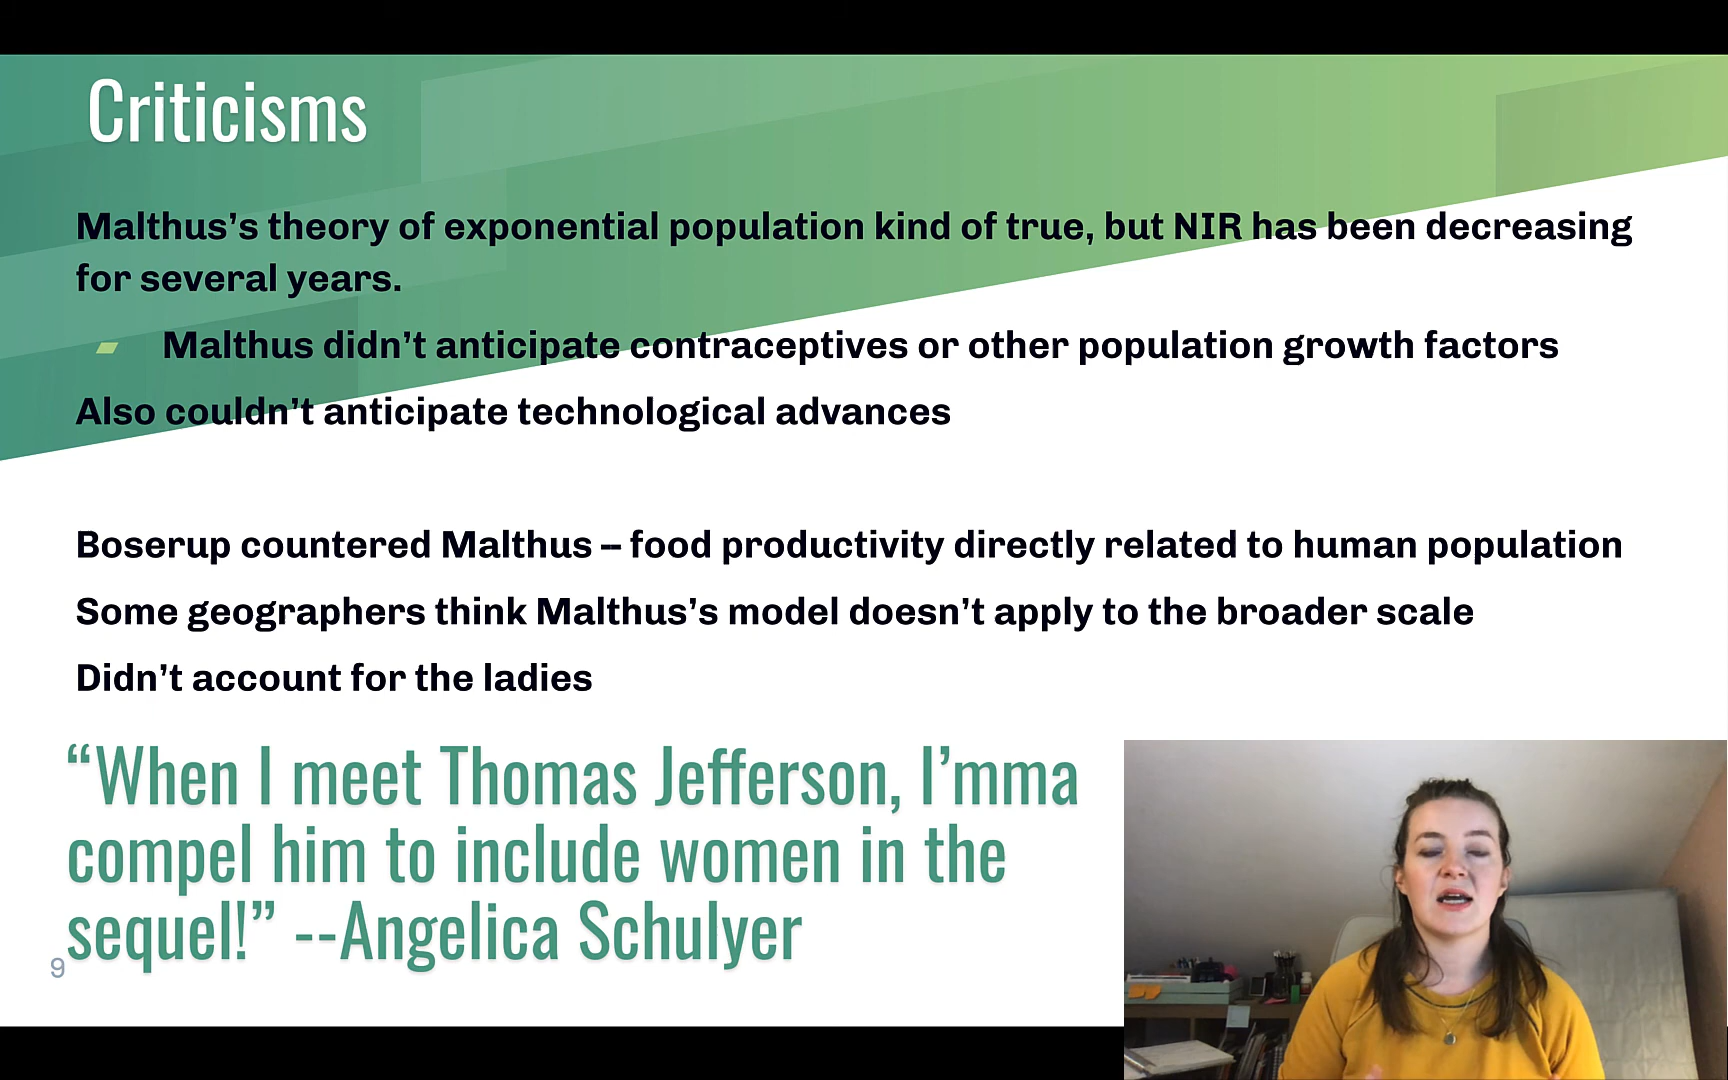 Criticisms
Malthus’s theory of exponential population kind of true, but NIR has been decreasing
for several years.
Malthus didn’t anticipate contraceptives or other population growth factors
Also couldn’t anticipate technological advances
Boserup countered Malthus -- food productivity directly related to human population
Some geographers think Malthus’s model doesn’t apply to the broader scale
Didn’t account for the ladies
“When I meet Thomas Jefferson, I’mma
compel him to include women in the
sequel!” --Angelica Schulyer
9